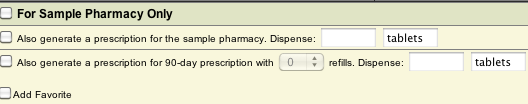 For Sample Pharmacy Only
Also generate a prescription for the sample pharmacy. Dispense: tablets
Also generate a prescription for 90-day prescription with 0 refills. Dispense: tablets
Add Favorite